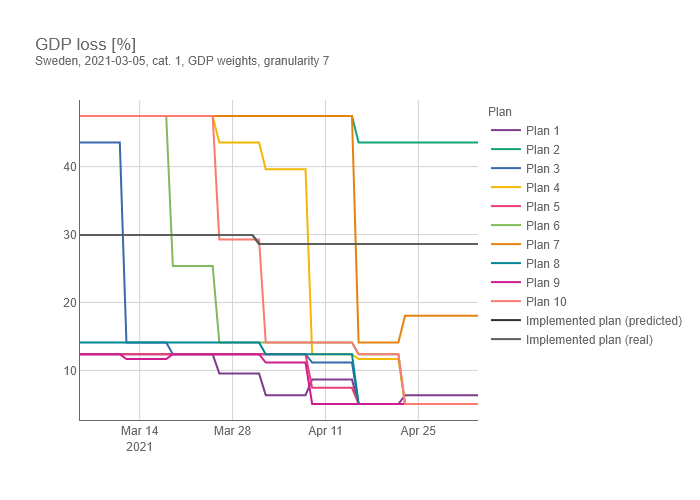 GDP loss [%]
Sweden, 2021-03-05, cat. 1, GDP weights, granularity 7
Plan
Plan 1
Plan 2
Plan 3
Plan 4
Plan 5
Plan 6
Plan 7
Plan 8
Plan 9
Plan 10
Implemented plan (predicted)
Implemented plan (real)
40
30
20
10
Mar 14 Mar 28 Apr 11 Apr 25
2021